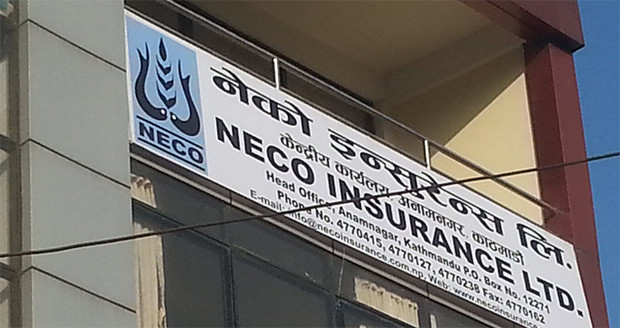 NECO
नेको इन्सुरेन्स लि.
केन्द्रीय कार्यालय, अनामनगर, काठमाडौं
NECO INSURANCE LTD.
Head Office, Anamnagar, Kathmandu P.O. Box No. 12271
Phone No. 4770415, 4770127, 4770238 Fax: 4770162
E-mail: info@necoinsurance.com.np, Web: www.necoinsurance